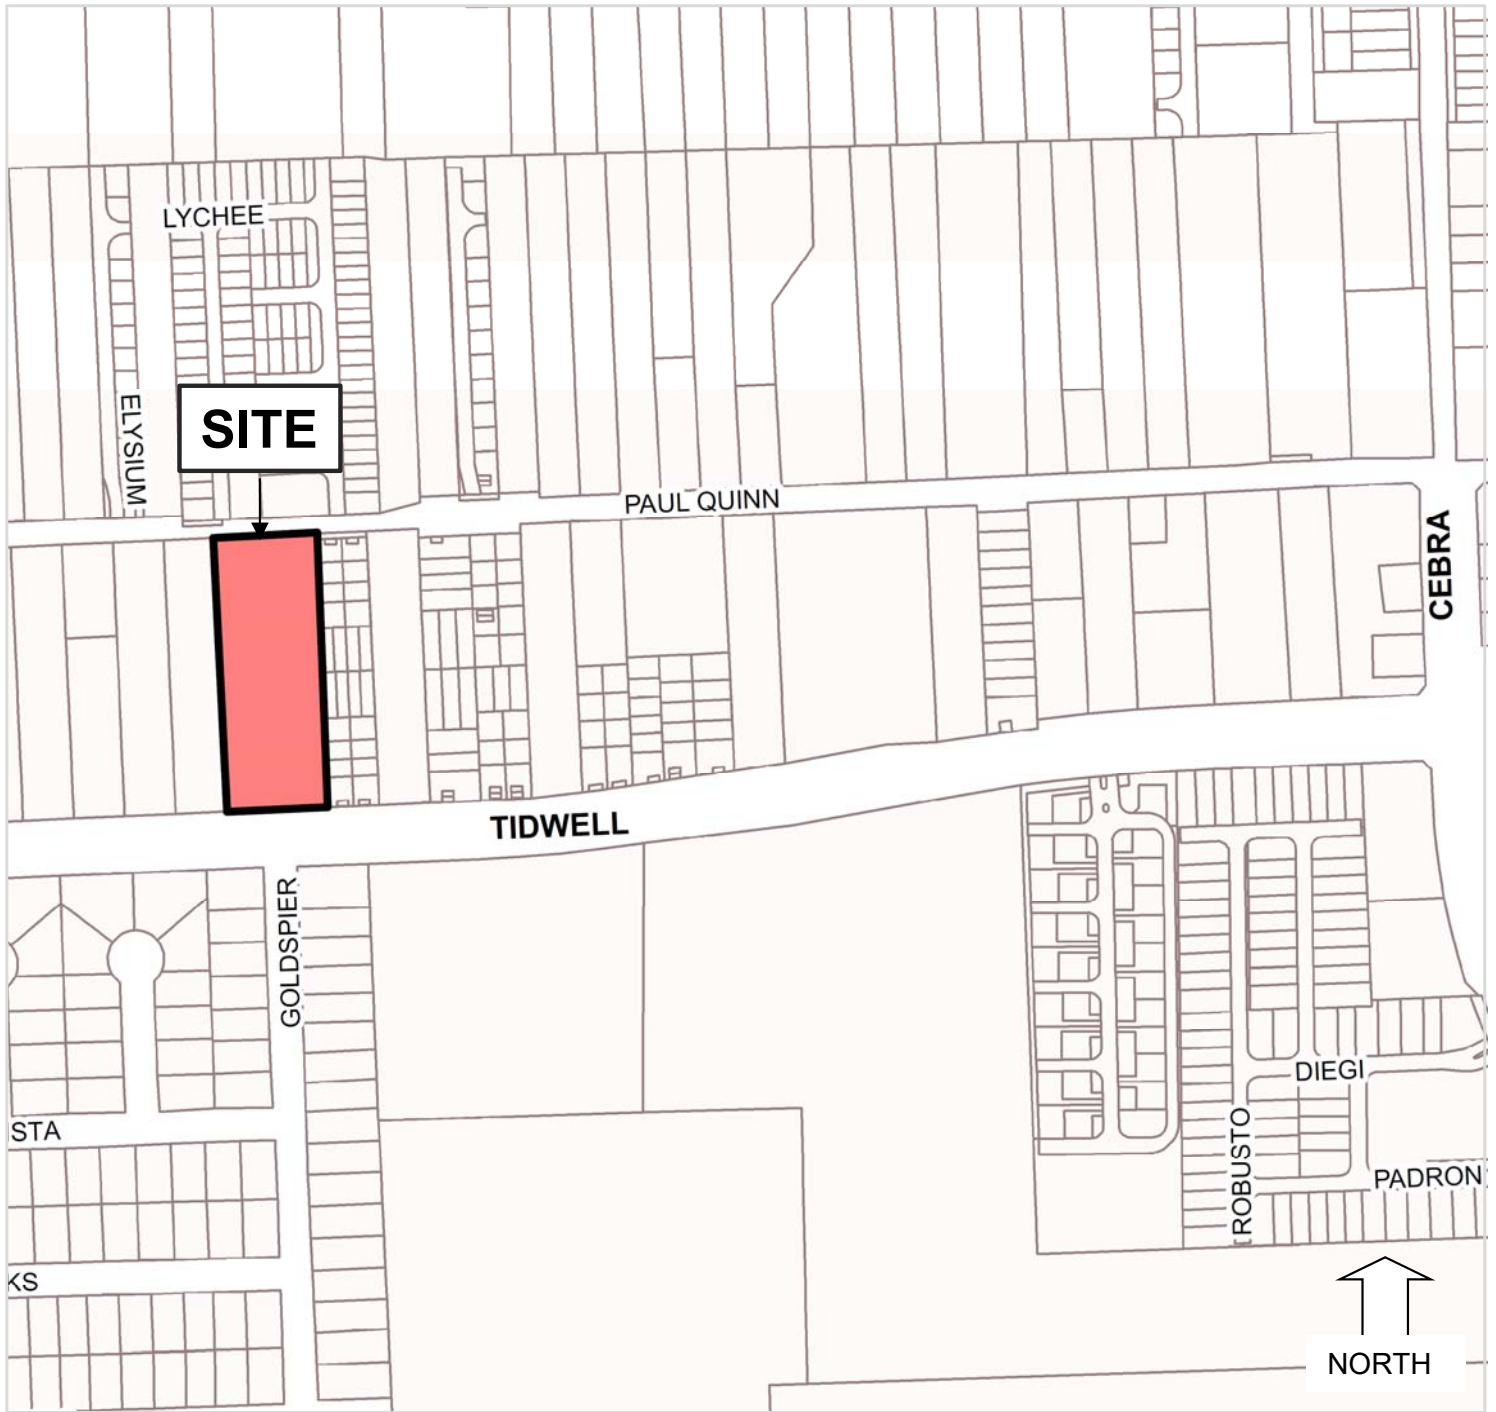 LYCHEE
ELYSIUM
SITE
PAUL QUINN
CEBRA
TIDWELL
GOLDSPIER
STA
DIEGI
ROBUSTO
PADRON
KS
NORTH